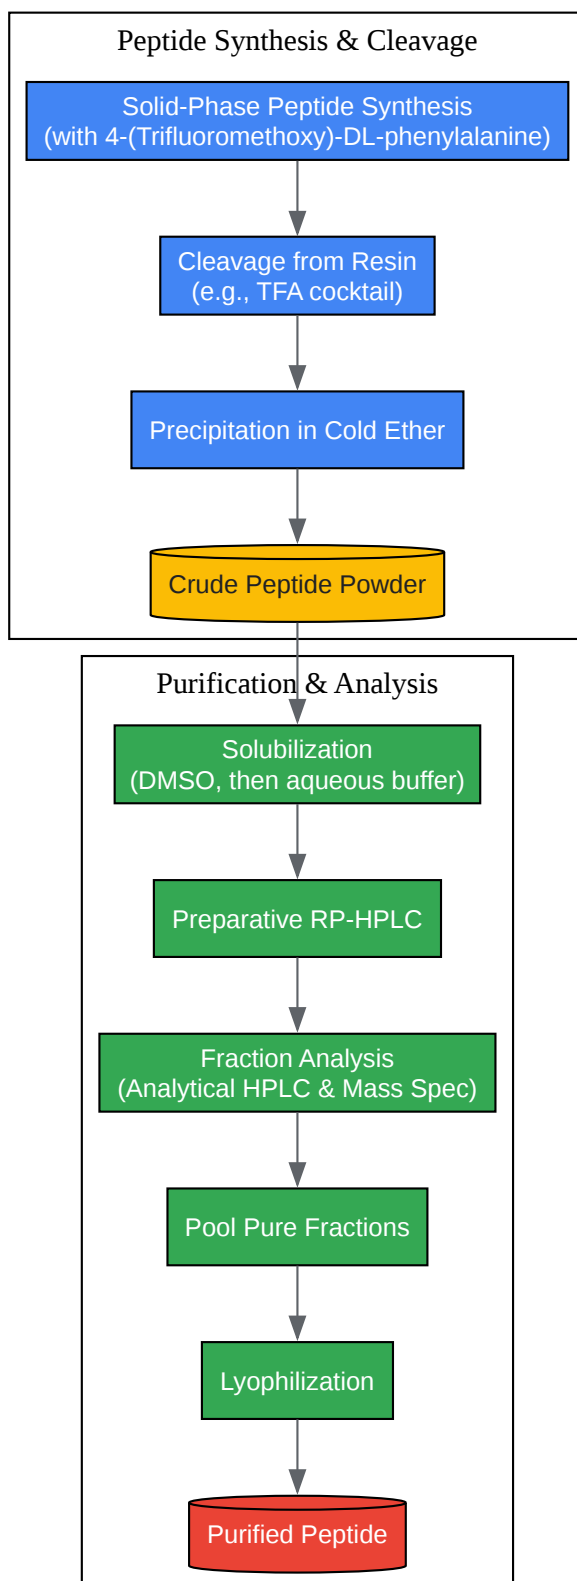 Peptide Synthesis & Cleavage
Solid-Phase Peptide Synthesis
(with 4-(Trifluoromethoxy)-DL-phenylalanine)
Cleavage from Resin
(e.g., TFA cocktail)
Precipitation in Cold Ether
Crude Peptide Powder
Purification & Analysis
Solubilization
(DMSO, then aqueous buffer)
Preparative RP-HPLC
Fraction Analysis
(Analytical HPLC & Mass Spec)
Pool Pure Fractions
Lyophilization
Purified Peptide